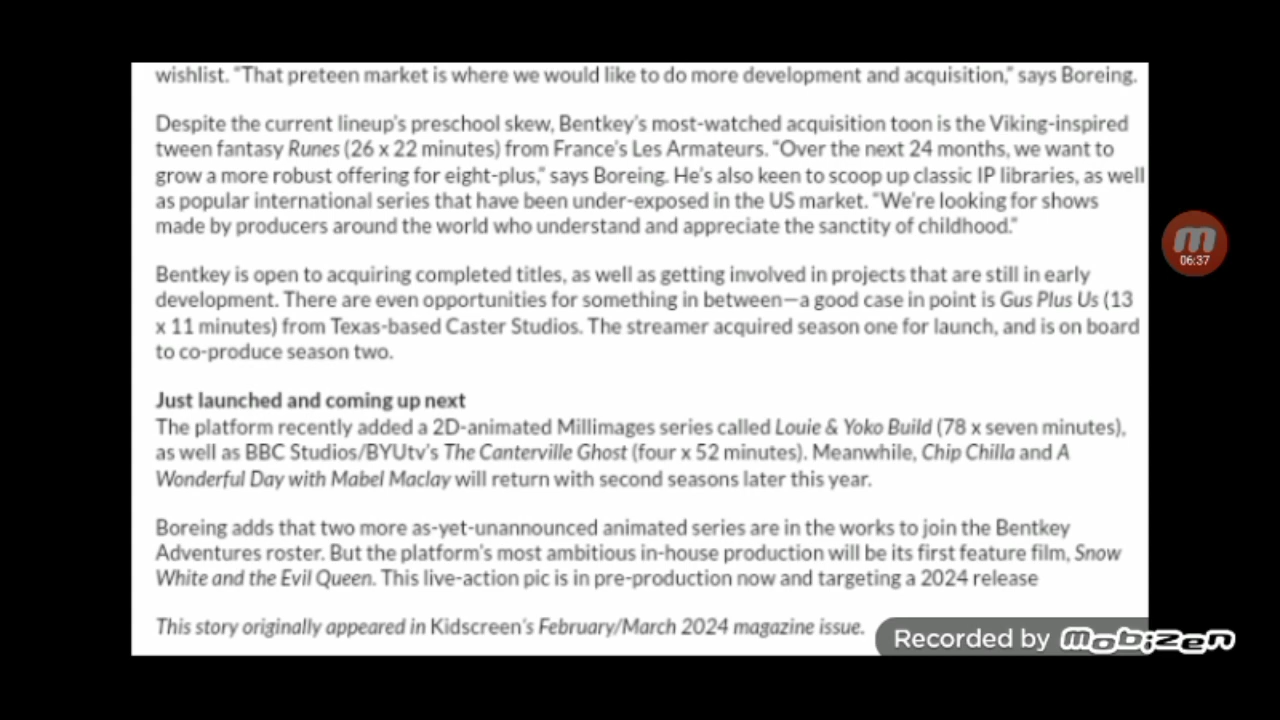 wishlist. "That preteen market is where we would like to do more development and acquisition," says Boreing.
Despite the current lineup's preschool skew, Bentkey's most-watched acquisition toon is the Viking-inspired
tween fantasy Runes (26 x 22 minutes) from France's Les Armateurs. "Over the next 24 months, we want to
grow a more robust offering for eight-plus," says Boreing. He's also keen to scoop up classic IP libraries, as well
as popular international series that have been under-exposed in the US market. "We're looking for shows
made by producers around the world who understand and appreciate the sanctity of childhood."
Bentkey is open to acquiring completed titles, as well as getting involved in projects that are still in early
development. There are even opportunities for something in between—a good case in point is Gus Plus Us (13
x 11 minutes) from Texas-based Caster Studios. The streamer acquired season one for launch, and is on board
to co-produce season two.
Just launched and coming up next
The platform recently added a 2D-animated Millimages series called Louie & Yoko Build (78 x seven minutes),
as well as BBC Studios/BYUtv's The Canterville Ghost (four x 52 minutes). Meanwhile, Chip Chilla and A
Wonderful Day with Mabel Maclay will return with second seasons later this year.
Boreing adds that two more as-yet-unannounced animated series are in the works to join the Bentkey
Adventures roster. But the platform's most ambitious in-house production will be its first feature film, Snow
White and the Evil Queen. This live-action pic is in pre-production now and targeting a 2024 release
This story originally appeared in Kidscreen's February/March 2024 magazine issue.
06:37
Recorded by mobizen